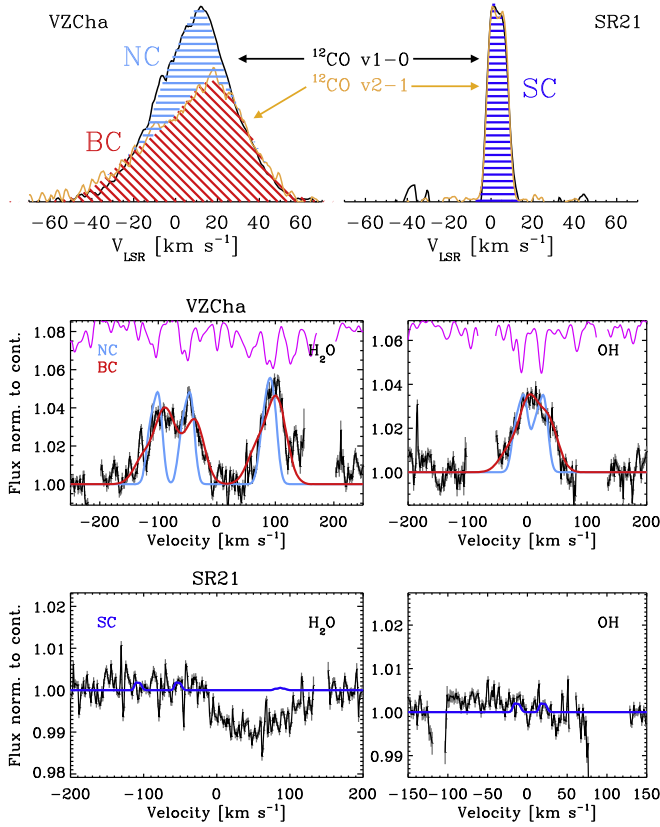 VZCha
SR21
NC
¹²CO v1-0
¹²CO v2-1
SC
BC
-60 -40 -20 0 20 40 60
-60 -40 -20 0 20 40 60
V_LSR [km s⁻¹]
V_LSR [km s⁻¹]
VZCha
1.08
1.06
1.04
1.02
1.00
NC
BC
H₂O
1.06
1.04
1.02
1.00
OH
Flux norm. to cont.
-200 -100 0 100 200
-200 -100 0 100 200
Velocity [km s⁻¹]
Velocity [km s⁻¹]
SR21
1.02
1.00
0.99
0.98
SC
H₂O
1.02
1.01
1.00
0.99
OH
Flux norm. to cont.
-200 -100 0 100 200
-150 -100 -50 0 50 100 150
Velocity [km s⁻¹]
Velocity [km s⁻¹]